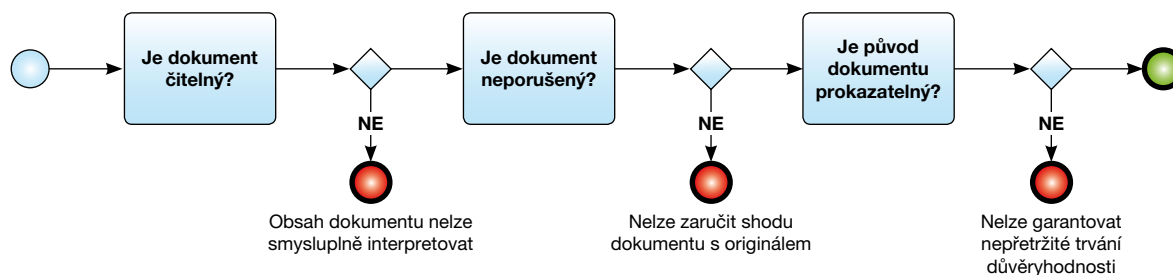 Je dokument
čitelný?
Je dokument
neporušený?
Je původ
dokumentu
prokazatelný?
NE
NE
NE
Obsah dokumentu nelze
smysluplně interpretovat
Nelze zaručit shodu
dokumentu s originálem
Nelze garantovat
nepřetržité trvání
důvěryhodnosti